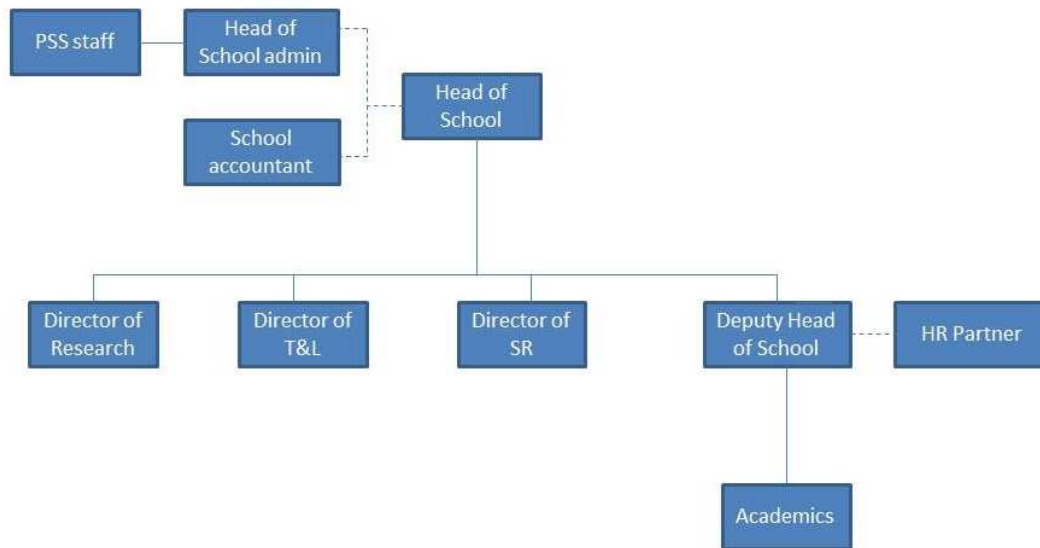 PSS staff
Head of
School admin
Head of
School
School
accountant
Director of
Research
Director of
T&L
Director of
SR
Deputy Head
of School
HR Partner
Academics